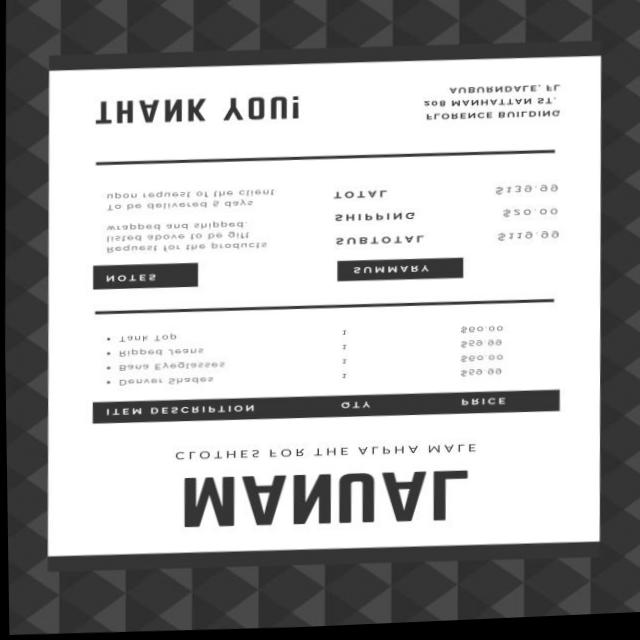 MANUAL
CLOTHES FOR THE ALPHA MALE
ITEM DESCRIPTION QTY PRICE
• Denver Shades 1 $59.99
• Bana Eyeglasses 1 $60.00
• Ripped Jeans 1 $59.99
• Tank Top 1 $60.00
NOTES
Request for the products
listed above to be gift
wrapped and shipped.
To be delivered 5 days
upon request of the client
SUMMARY
SUBTOTAL $119.99
SHIPPING $20.00
TOTAL $139.99
THANK YOU!
FLORENCE BUILDING
208 MANHATTAN ST.
AUBURNDALE, FL